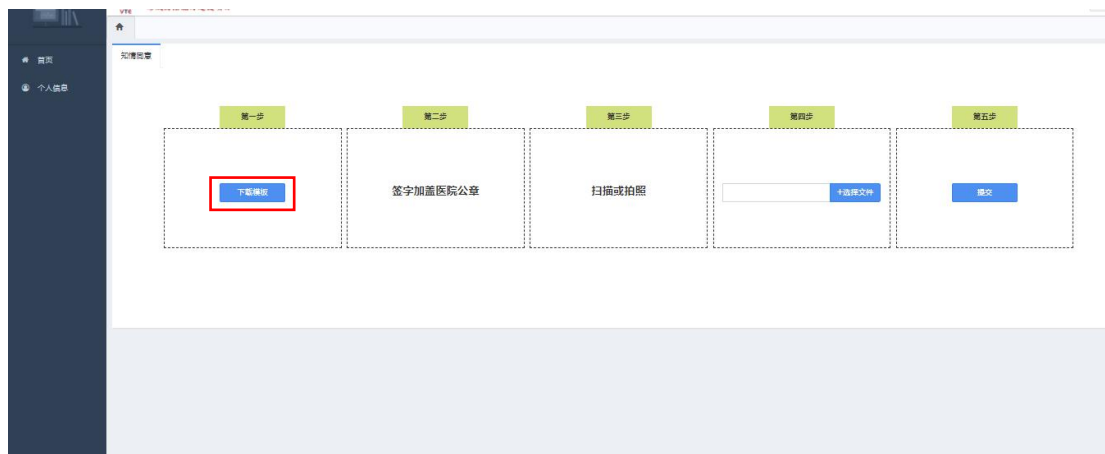 VTE
首页
知情同意
个人信息
第一步
第二步
第三步
第四步
第五步
下载模板
签字加盖医院公章
扫描或拍照
+选择文件
提交